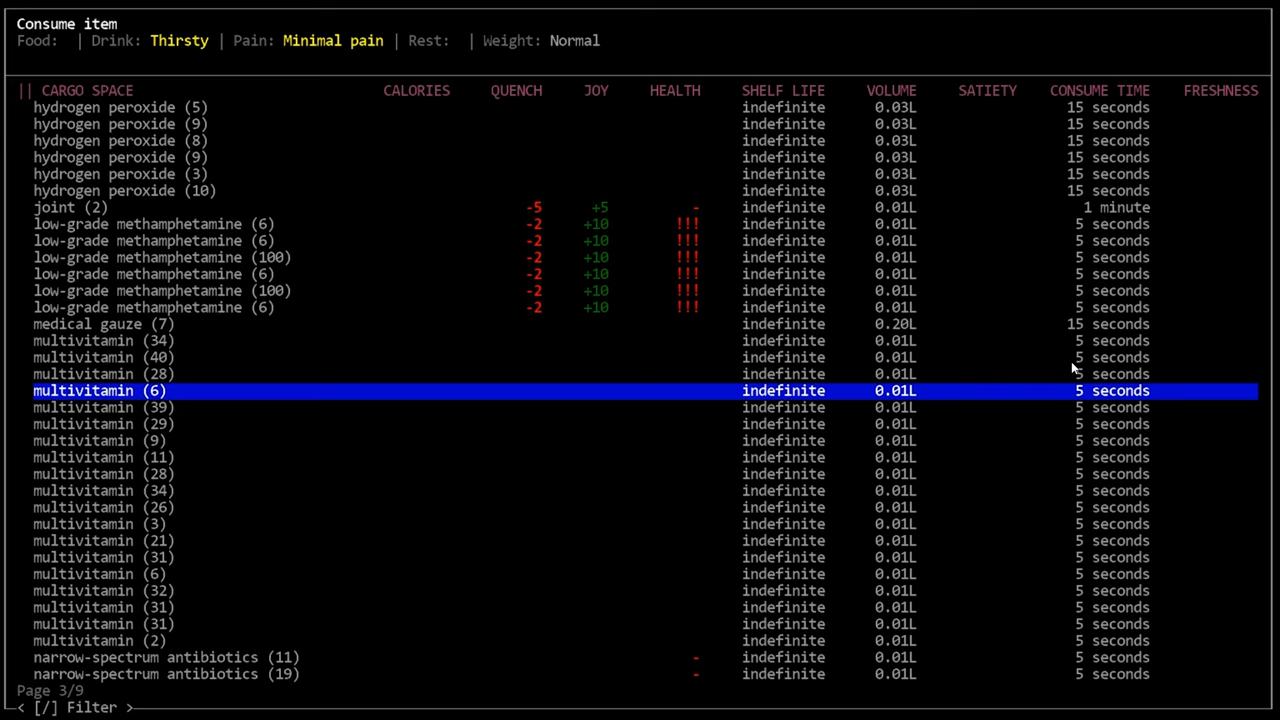 Consume item
Food:  | Drink: Thirsty | Pain: Minimal pain | Rest:  | Weight: Normal
|| CARGO SPACE CALORIES QUENCH JOY HEALTH SHELF LIFE VOLUME SATIETY CONSUME TIME FRESHNESS
hydrogen peroxide (5) indefinite 0.03L 15 seconds
hydrogen peroxide (9) indefinite 0.03L 15 seconds
hydrogen peroxide (8) indefinite 0.03L 15 seconds
hydrogen peroxide (9) indefinite 0.03L 15 seconds
hydrogen peroxide (3) indefinite 0.03L 15 seconds
hydrogen peroxide (10) indefinite 0.03L 15 seconds
joint (2) -5 +5 - indefinite 0.01L 1 minute
low-grade methamphetamine (6) -2 +10 !!! indefinite 0.01L 5 seconds
low-grade methamphetamine (6) -2 +10 !!! indefinite 0.01L 5 seconds
low-grade methamphetamine (100) -2 +10 !!! indefinite 0.01L 5 seconds
low-grade methamphetamine (6) -2 +10 !!! indefinite 0.01L 5 seconds
low-grade methamphetamine (100) -2 +10 !!! indefinite 0.01L 5 seconds
low-grade methamphetamine (6) -2 +10 !!! indefinite 0.01L 5 seconds
medical gauze (7) indefinite 0.20L 15 seconds
multivitamin (34) indefinite 0.01L 5 seconds
multivitamin (40) indefinite 0.01L 5 seconds
multivitamin (28) indefinite 0.01L 5 seconds
multivitamin (6) indefinite 0.01L 5 seconds
multivitamin (39) indefinite 0.01L 5 seconds
multivitamin (29) indefinite 0.01L 5 seconds
multivitamin (9) indefinite 0.01L 5 seconds
multivitamin (11) indefinite 0.01L 5 seconds
multivitamin (28) indefinite 0.01L 5 seconds
multivitamin (34) indefinite 0.01L 5 seconds
multivitamin (26) indefinite 0.01L 5 seconds
multivitamin (3) indefinite 0.01L 5 seconds
multivitamin (21) indefinite 0.01L 5 seconds
multivitamin (31) indefinite 0.01L 5 seconds
multivitamin (6) indefinite 0.01L 5 seconds
multivitamin (32) indefinite 0.01L 5 seconds
multivitamin (31) indefinite 0.01L 5 seconds
multivitamin (31) indefinite 0.01L 5 seconds
multivitamin (2) indefinite 0.01L 5 seconds
narrow-spectrum antibiotics (11) - indefinite 0.01L 5 seconds
narrow-spectrum antibiotics (19) - indefinite 0.01L 5 seconds
Page 3/9
< [/] Filter >